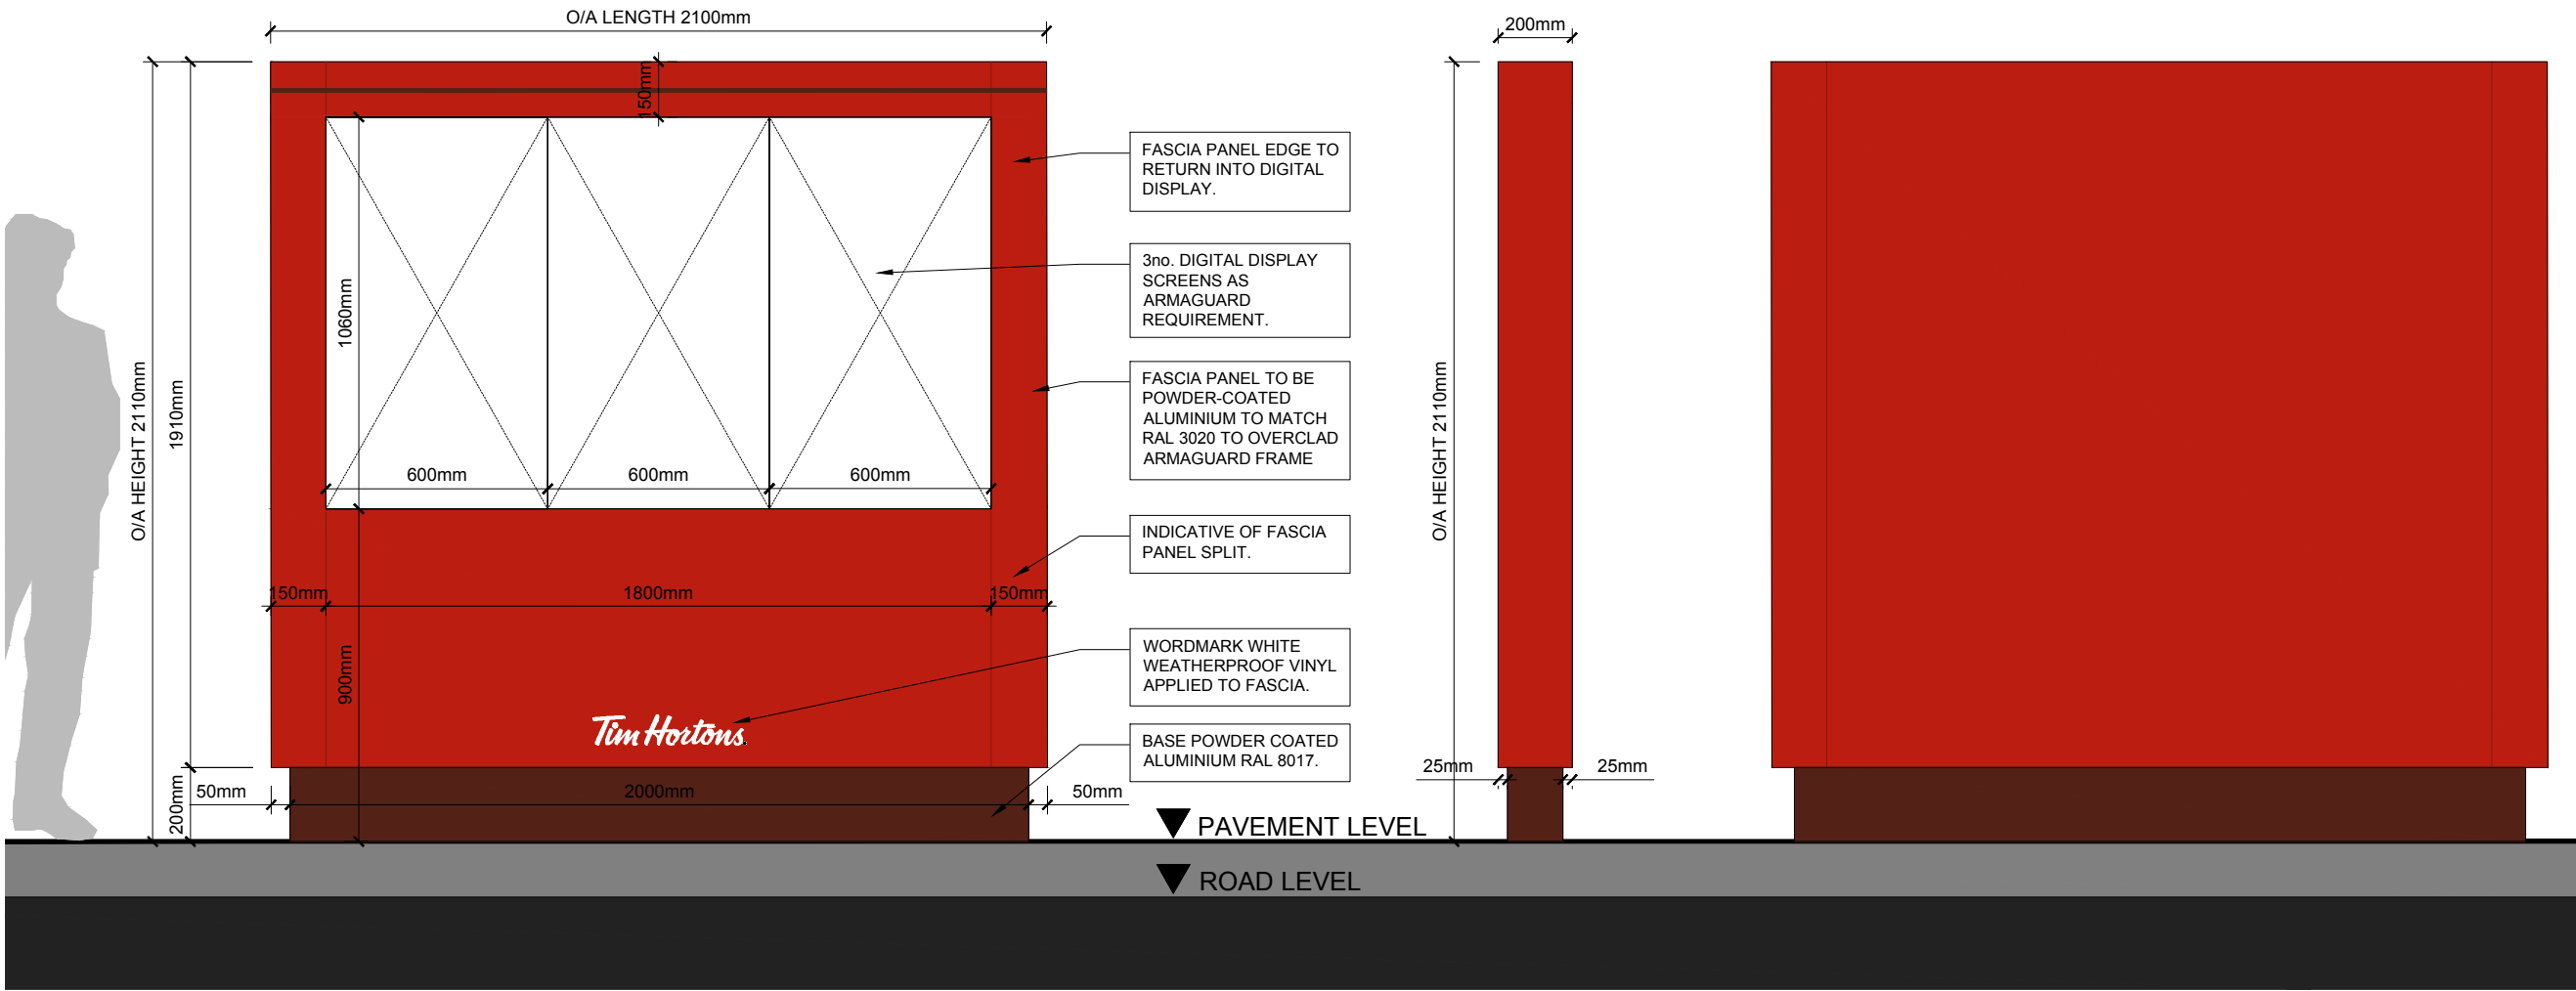 O/A LENGTH 2100mm
200mm
150mm
FASCIA PANEL EDGE TO
RETURN INTO DIGITAL
DISPLAY.
3no. DIGITAL DISPLAY
SCREENS AS
ARMAGUARD
REQUIREMENT.
1060mm
FASCIA PANEL TO BE
POWDER-COATED
ALUMINIUM TO MATCH
RAL 3020 TO OVERCLAD
ARMAGUARD FRAME
O/A HEIGHT 2110mm
1910mm
O/A HEIGHT 2110mm
600mm
600mm
600mm
INDICATIVE OF FASCIA
PANEL SPLIT.
150mm
1800mm
150mm
900mm
WORDMARK WHITE
WEATHERPROOF VINYL
APPLIED TO FASCIA.
Tim Hortons
BASE POWDER COATED
ALUMINIUM RAL 8017.
200mm
50mm
2000mm
50mm
25mm
25mm
PAVEMENT LEVEL
ROAD LEVEL